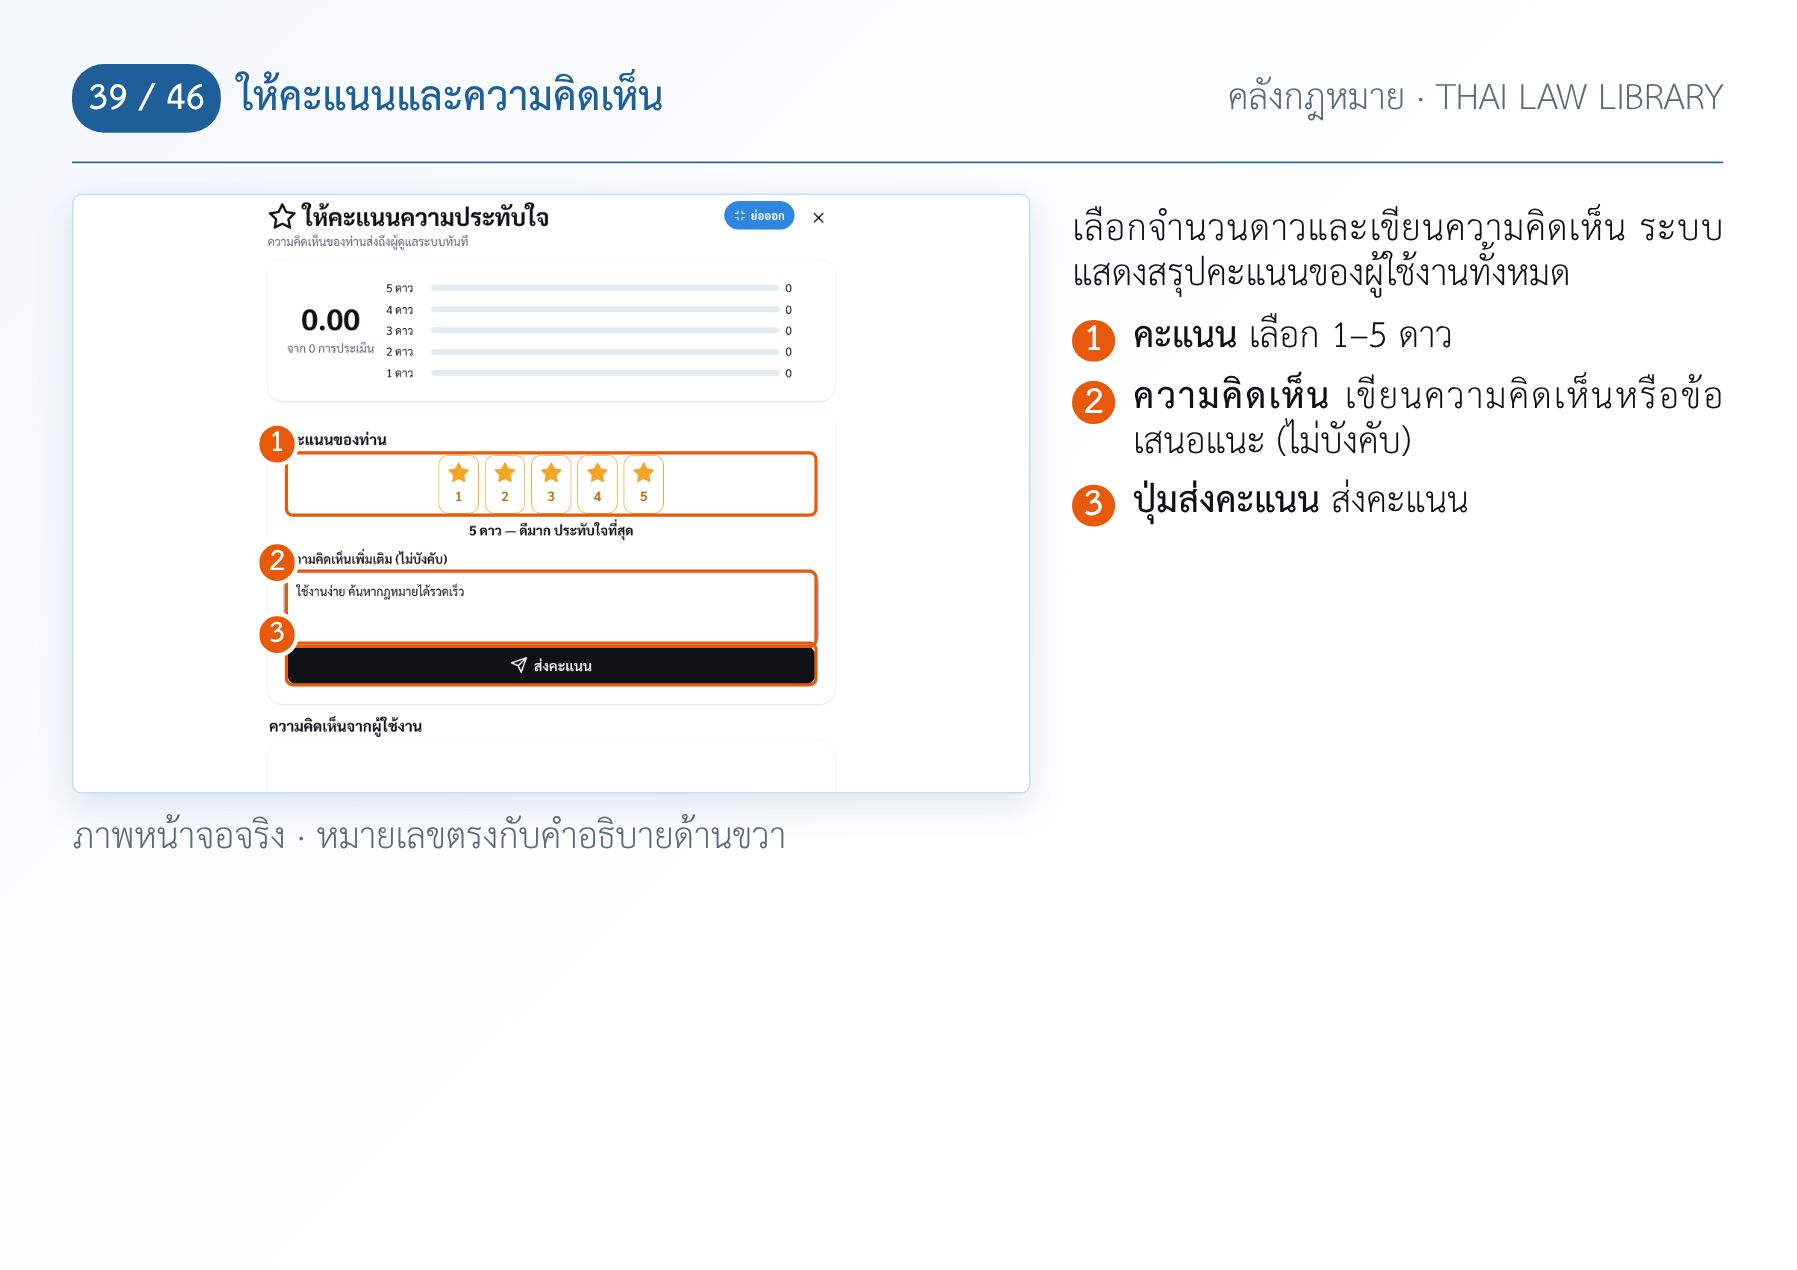 39 / 46 ให้คะแนนและความคิดเห็น
คลังกฎหมาย · THAI LAW LIBRARY
ให้คะแนนความประทับใจ
ย่อออก
ความคิดเห็นของท่านส่งถึงผู้ดูแลระบบทันที
5 ดาว 0
4 ดาว 0
0.00
3 ดาว 0
จาก 0 การประเมิน
2 ดาว 0
1 ดาว 0
1 ะแนนของท่าน
1 2 3 4 5
5 ดาว — ดีมาก ประทับใจที่สุด
2 ามคิดเห็นเพิ่มเติม (ไม่บังคับ)
ใช้งานง่าย ค้นหากฎหมายได้รวดเร็ว
3
ส่งคะแนน
ความคิดเห็นจากผู้ใช้งาน
ภาพหน้าจอจริง · หมายเลขตรงกับคำอธิบายด้านขวา
เลือกจำนวนดาวและเขียนความคิดเห็น ระบบ
แสดงสรุปคะแนนของผู้ใช้งานทั้งหมด
1 คะแนน เลือก 1–5 ดาว
2 ความคิดเห็น เขียนความคิดเห็นหรือข้อ
เสนอแนะ (ไม่บังคับ)
3 ปุ่มส่งคะแนน ส่งคะแนน